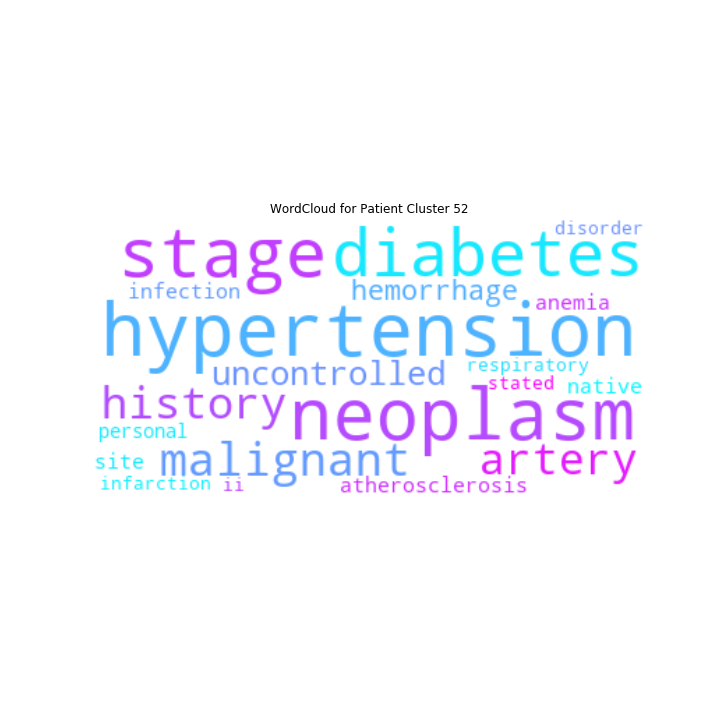 WordCloud for Patient Cluster 52
disorder
stage diabetes
infection hemorrhage
anemia
hypertension
uncontrolled respiratory
stated native
history neoplasm
personal
malignant artery
site
infarction ii atherosclerosis